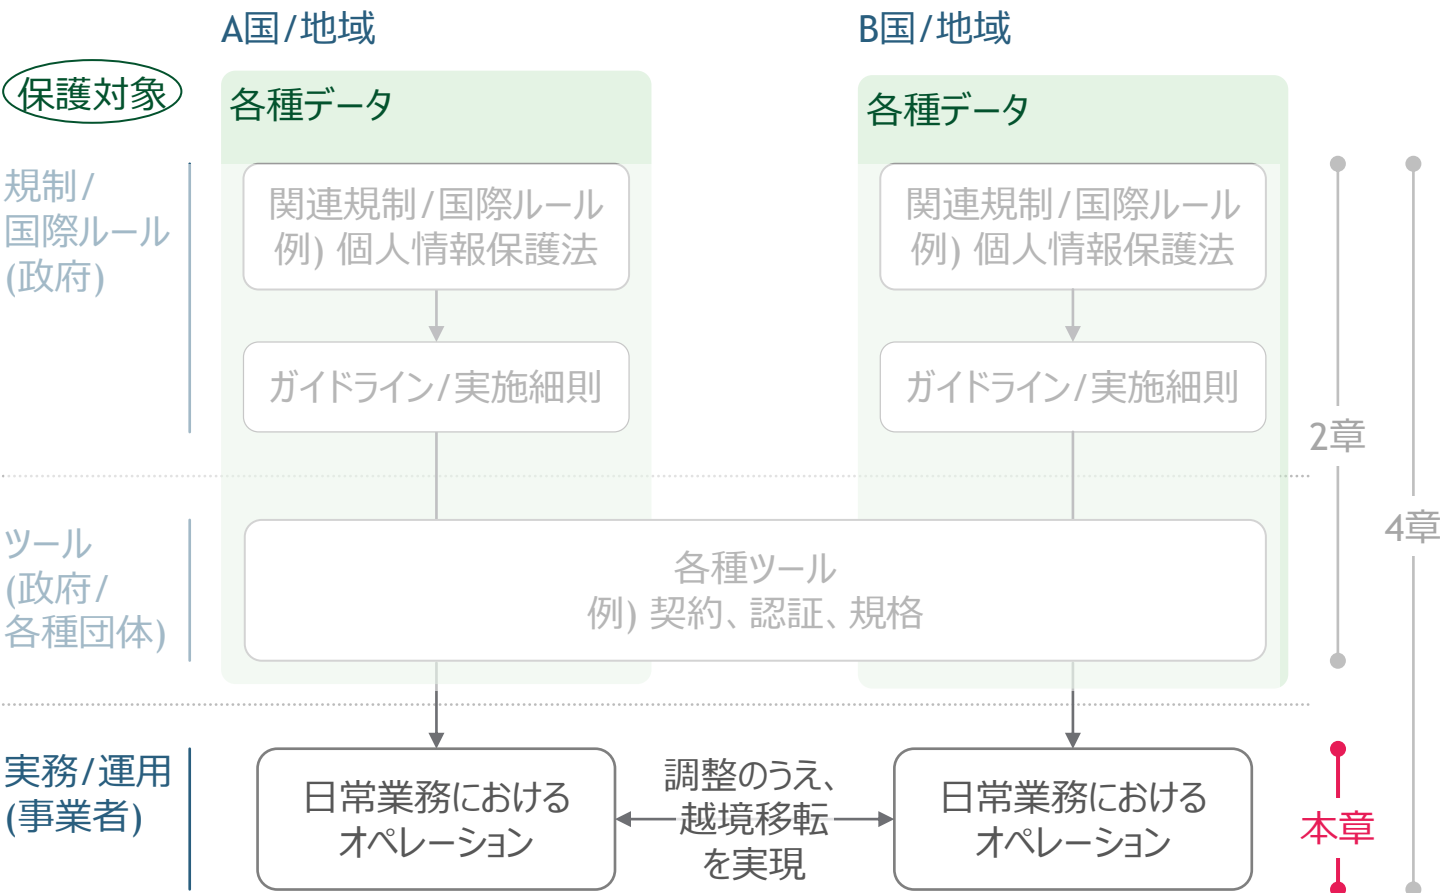 A国/地域
B国/地域
保護対象
各種データ
各種データ
規制/
国際ルール
(政府)
関連規制/国際ルール
例) 個人情報保護法
関連規制/国際ルール
例) 個人情報保護法
ガイドライン/実施細則
ガイドライン/実施細則
2章
4章
ツール
(政府/
各種団体)
各種ツール
例) 契約、認証、規格
実務/運用
(事業者)
日常業務における
オペレーション
調整のうえ、
越境移転
を実現
日常業務における
オペレーション
本章